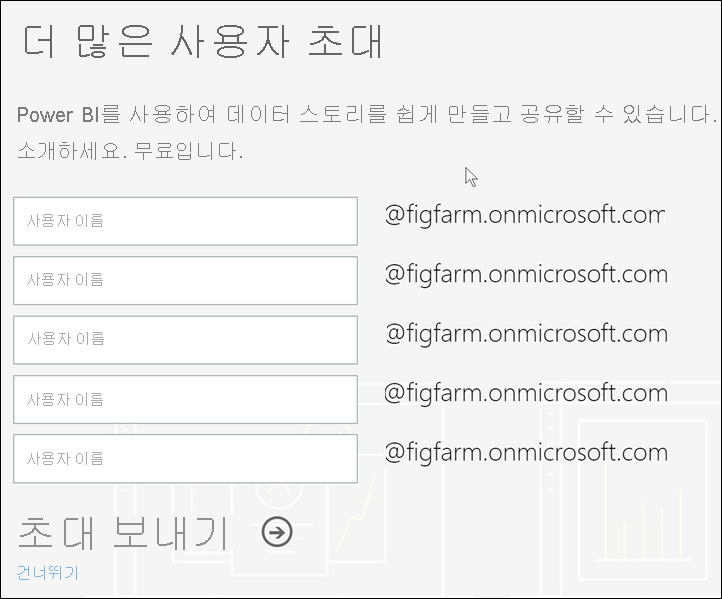 더 많은 사용자 초대
Power BI를 사용하여 데이터 스토리를 쉽게 만들고 공유할 수 있습니다.
소개하세요. 무료입니다.
사용자 이름 @figfarm.onmicrosoft.com
사용자 이름 @figfarm.onmicrosoft.com
사용자 이름 @figfarm.onmicrosoft.com
사용자 이름 @figfarm.onmicrosoft.com
사용자 이름 @figfarm.onmicrosoft.com
초대 보내기
건너뛰기